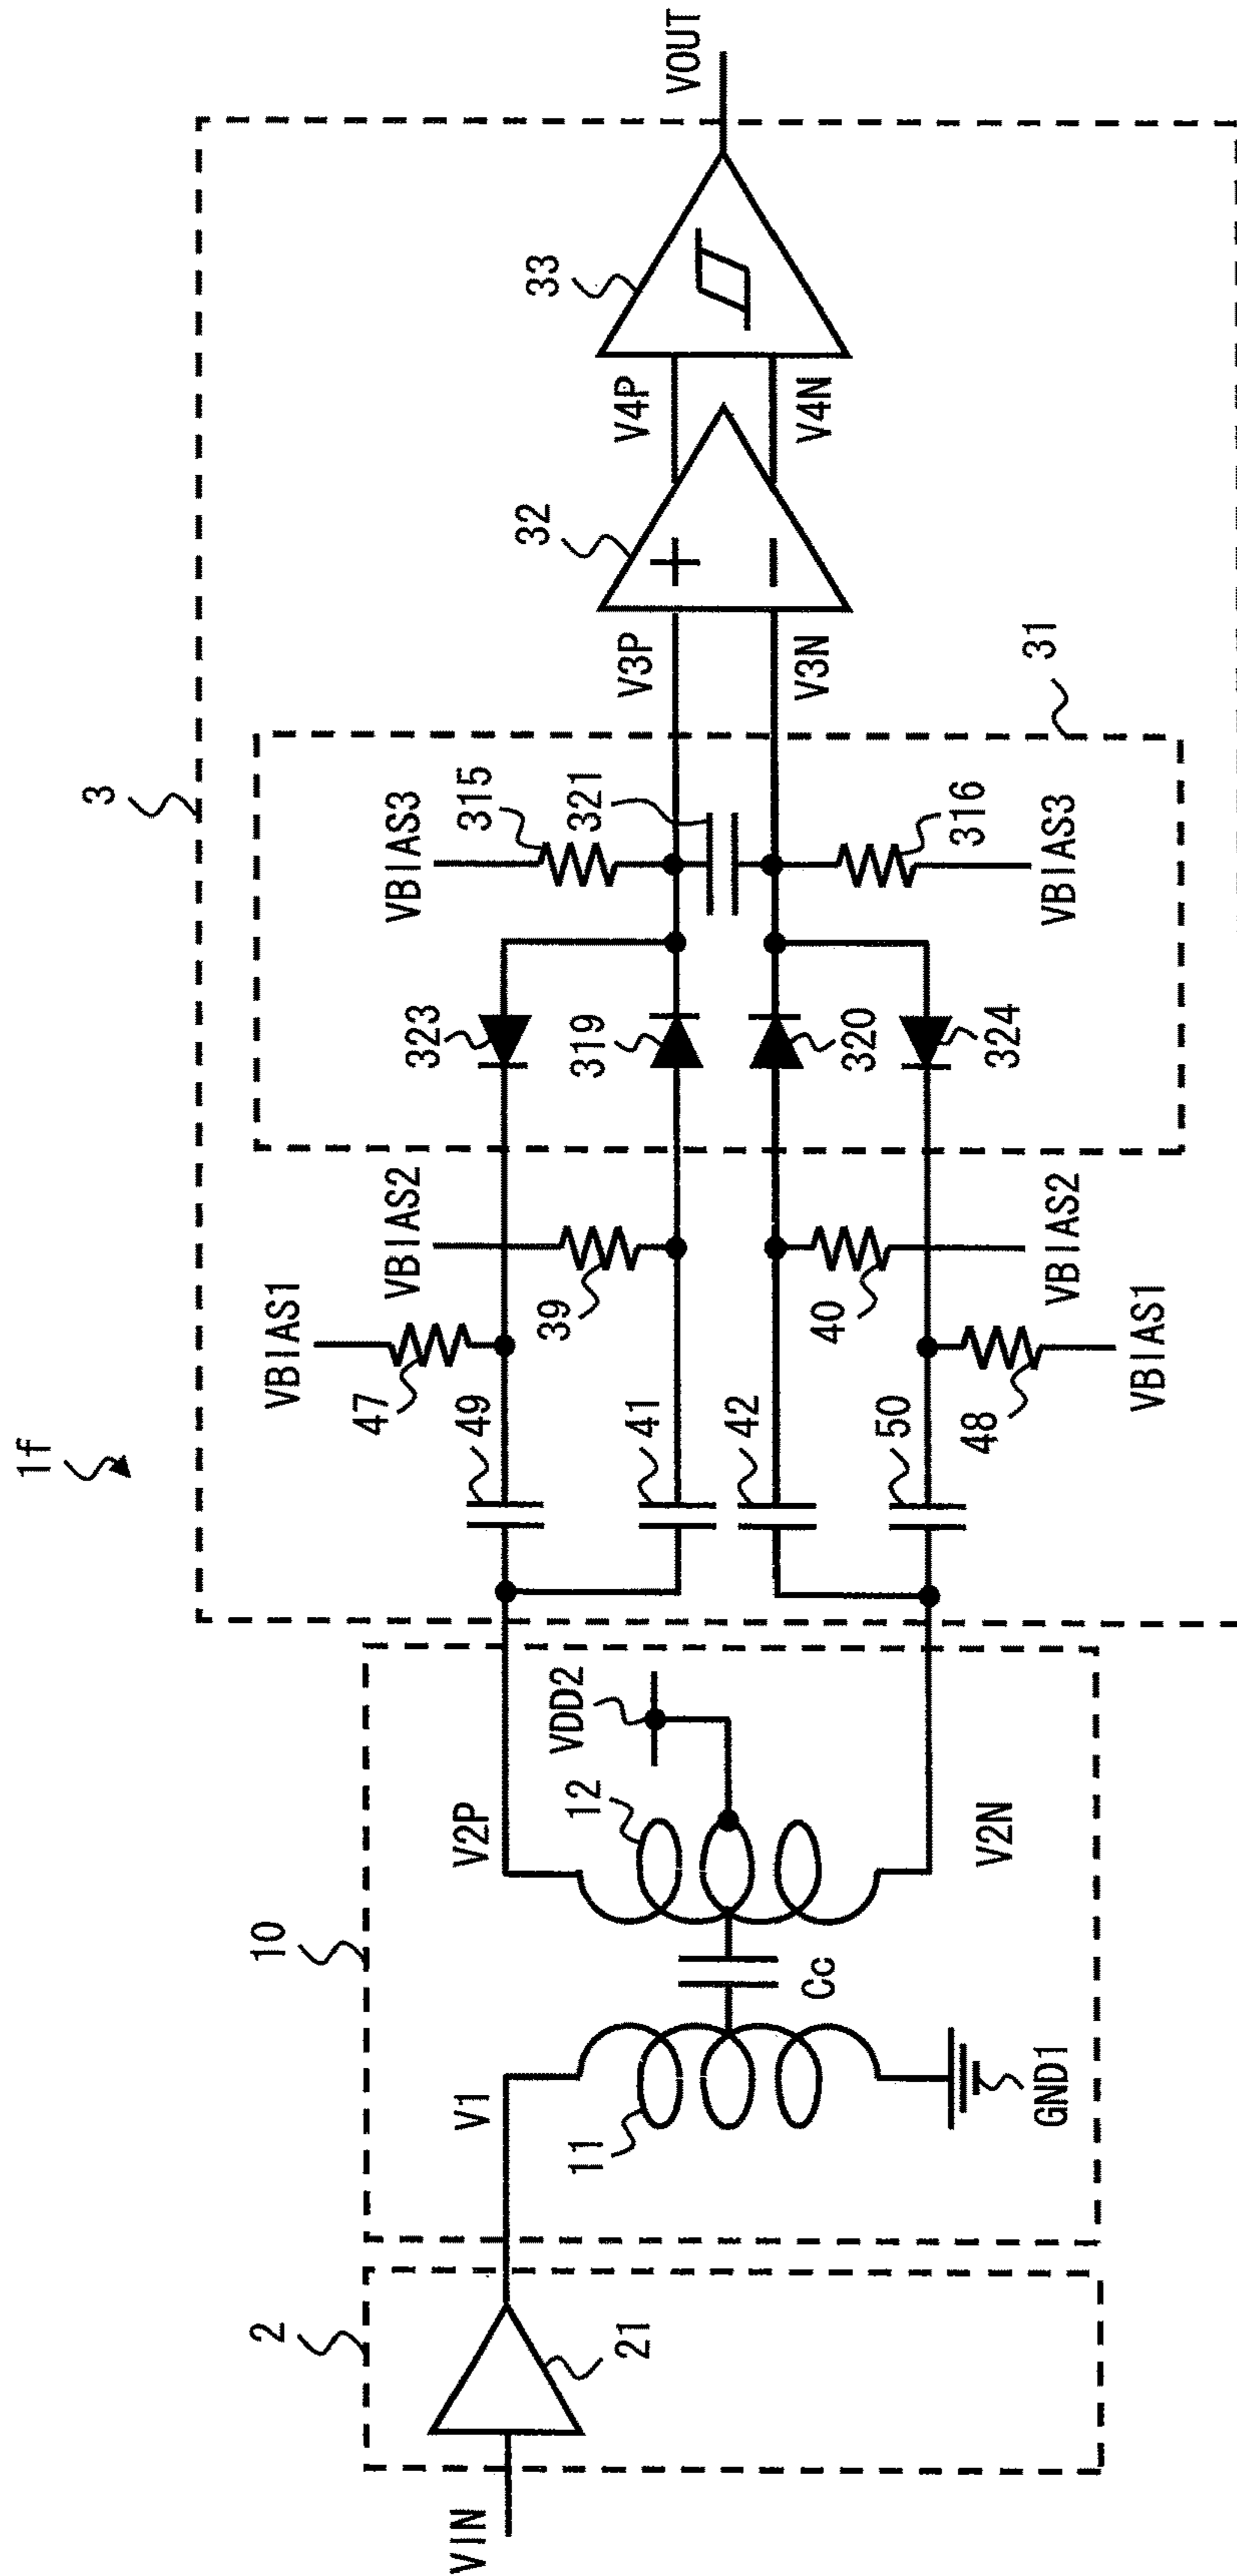 1f
3
VIN
2
21
10
V1
11
GND1
Cc
12
V2P
V2N
VDD2
49
41
42
50
VBIAS1
47
48
VBIAS1
VBIAS2
39
40
VBIAS2
323
319
320
324
VBIAS3
315
321
316
VBIAS3
31
V3P
V3N
32
+
−
V4P
V4N
33
VOUT